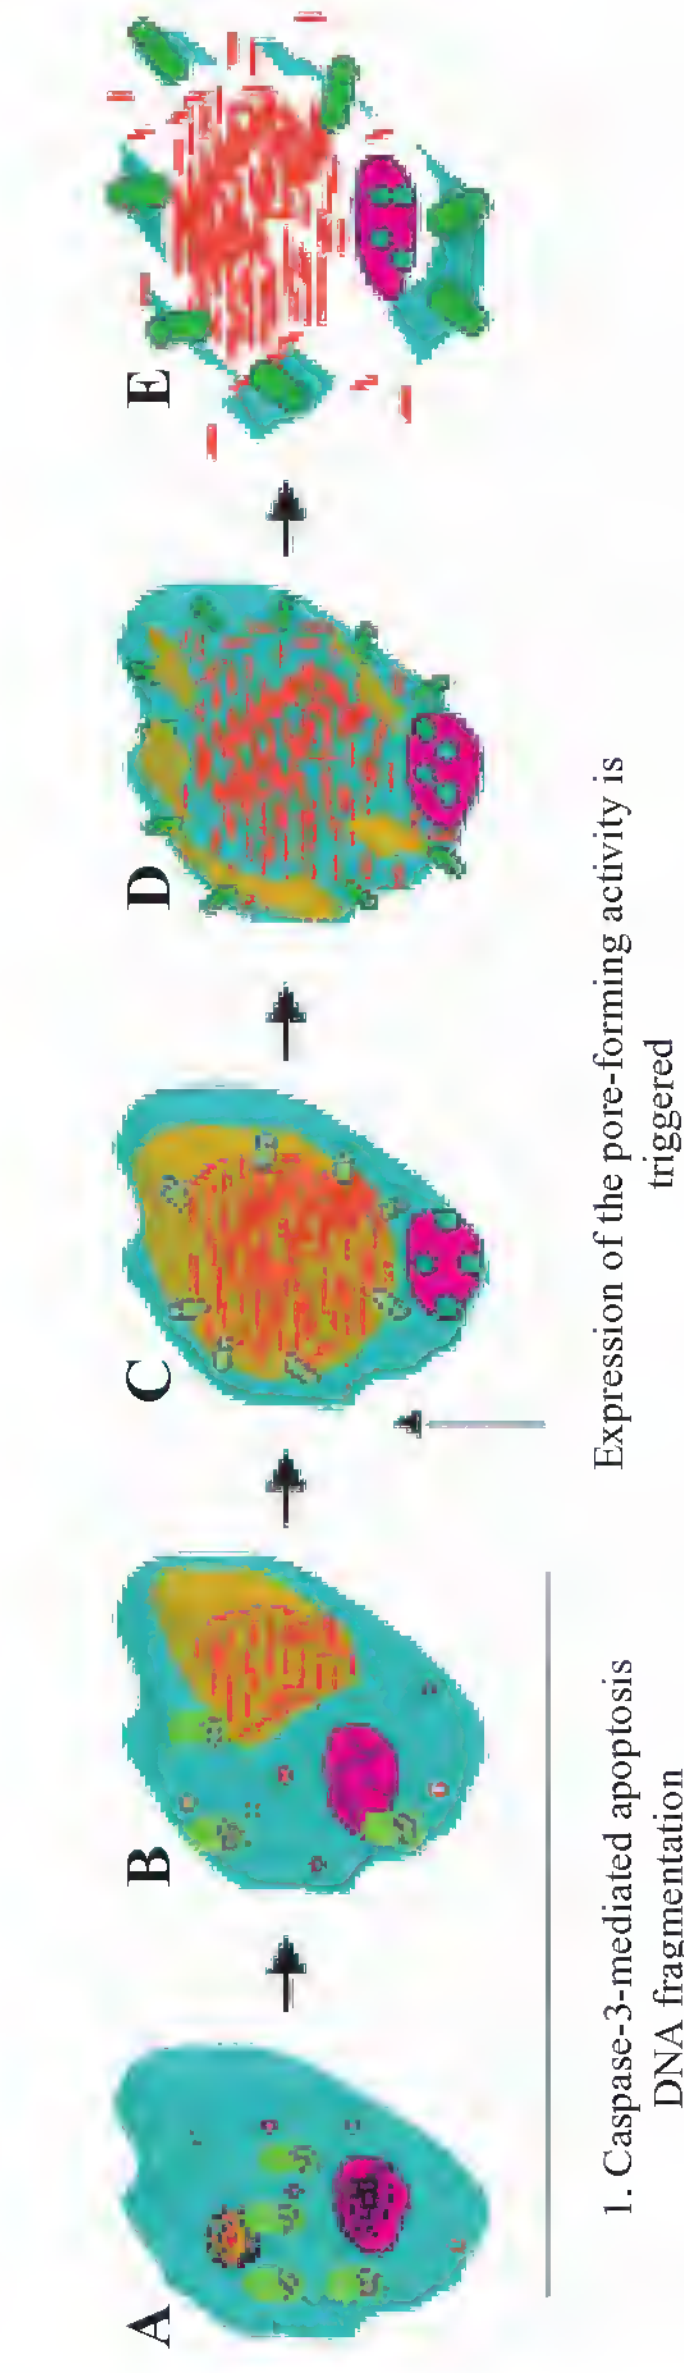 A
B
C
D
E
1. Caspase-3-mediated apoptosis
DNA fragmentation
Expression of the pore-forming activity is
triggered